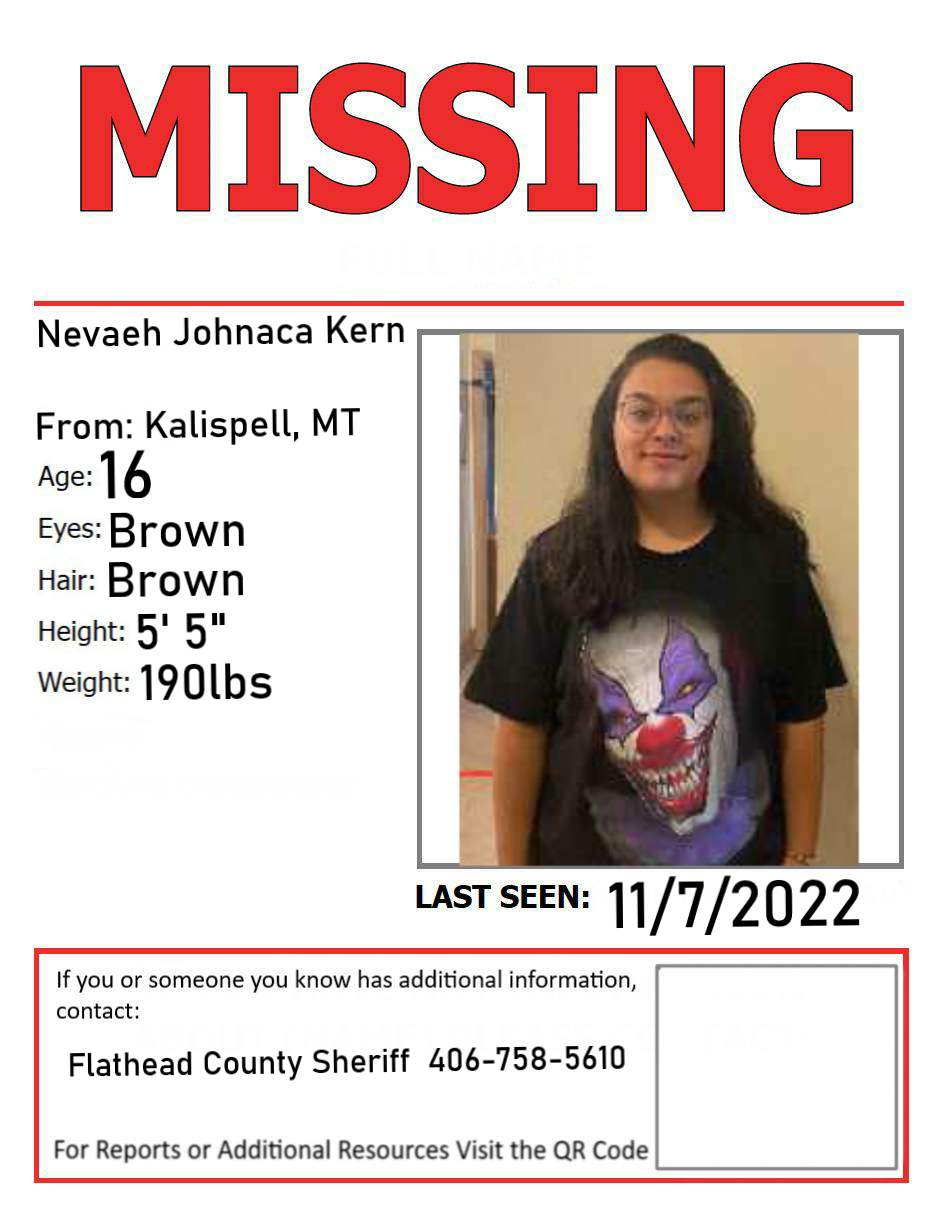 MISSING
Nevaeh Johnaca Kern
From: Kalispell, MT
Age: 16
Eyes: Brown
Hair: Brown
Height: 5' 5"
Weight: 190lbs
LAST SEEN: 11/7/2022
If you or someone you know has additional information,
contact:
Flathead County Sheriff 406-758-5610
For Reports or Additional Resources Visit the QR Code